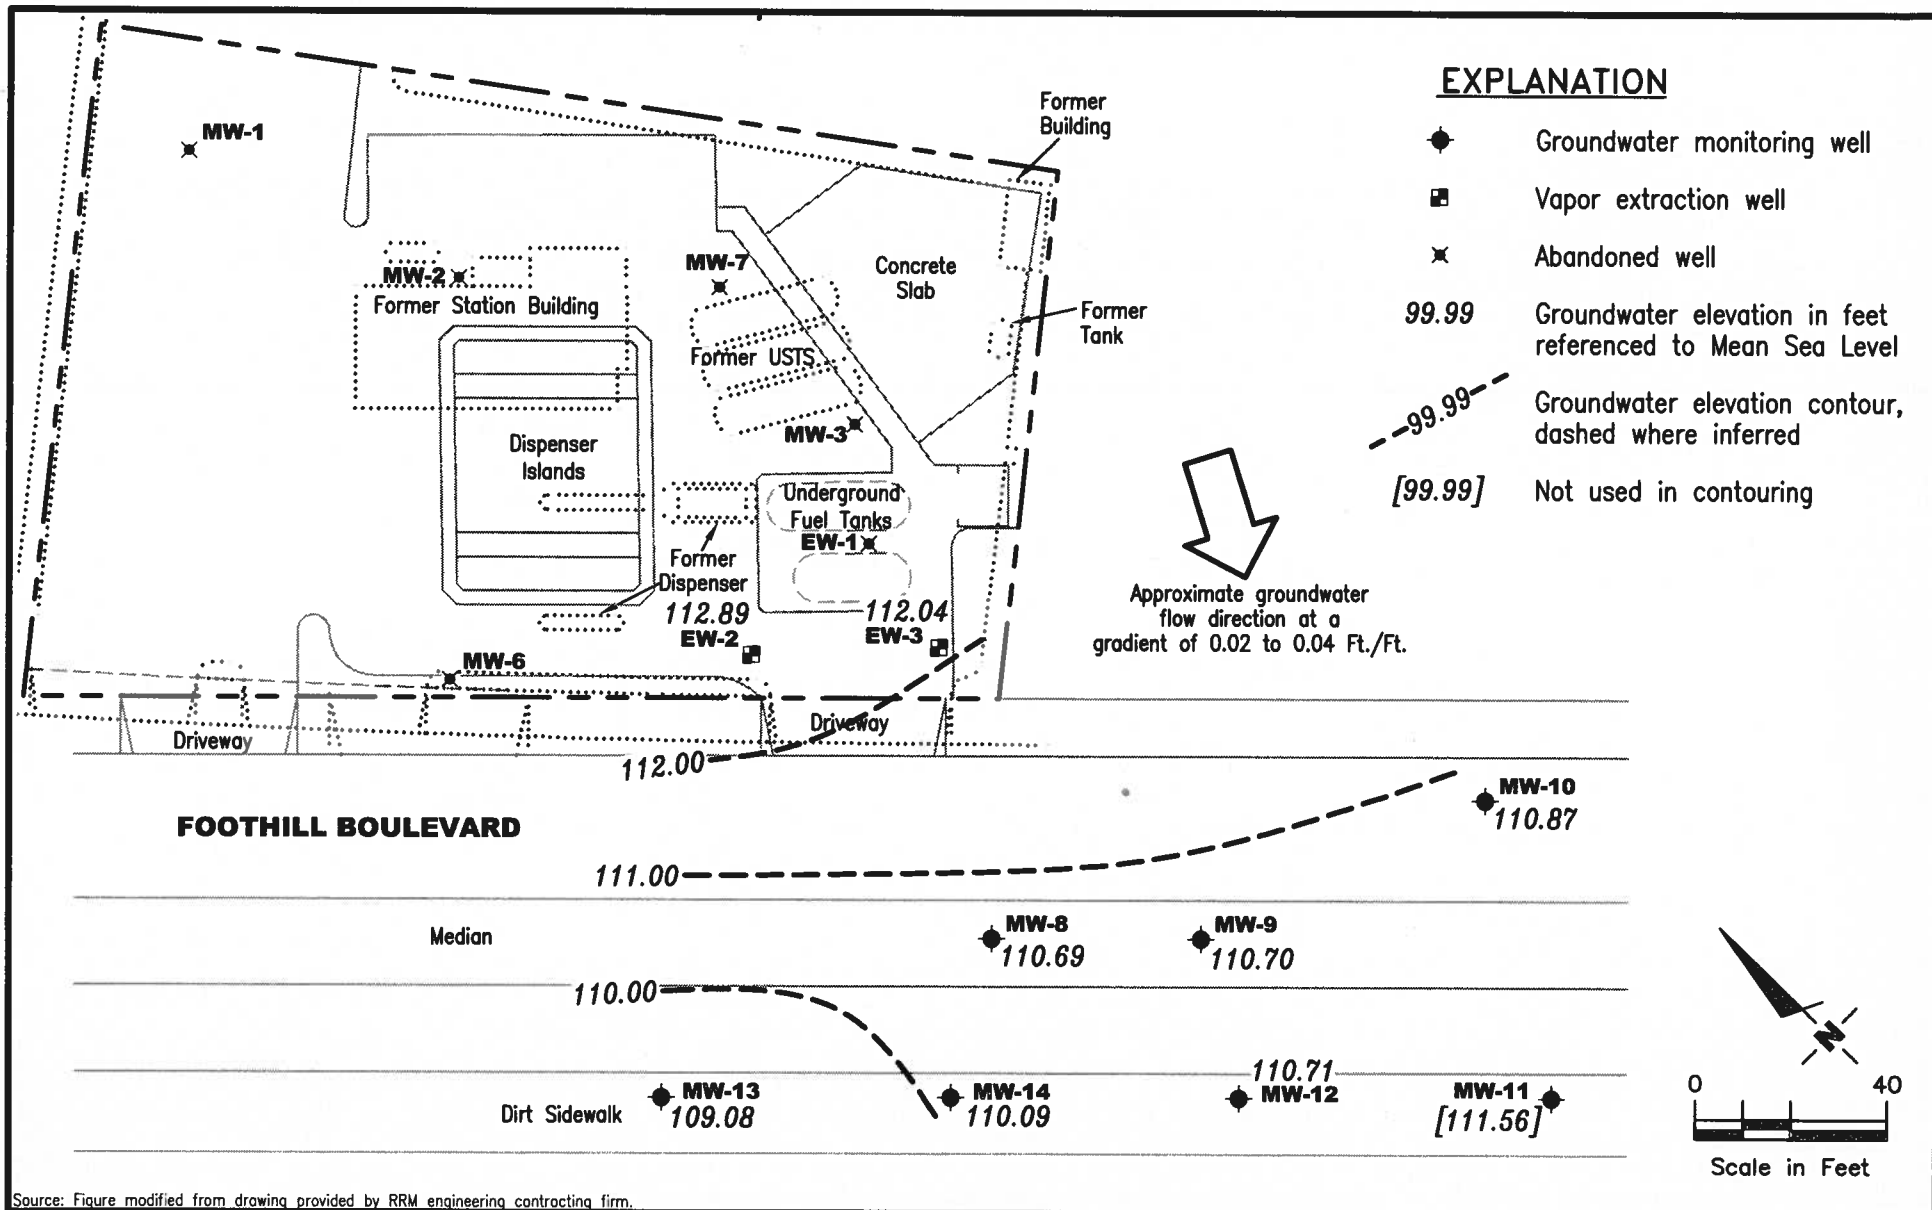 EXPLANATION
Groundwater monitoring well
Vapor extraction well
Abandoned well
99.99
Groundwater elevation in feet
referenced to Mean Sea Level
99.99
Groundwater elevation contour,
dashed where inferred
[99.99]
Not used in contouring
Former
Building
MW-1
MW-2
Former Station Building
MW-7
Concrete
Slab
Former
Tank
Former USTS
MW-3
Dispenser
Islands
Underground
Fuel Tanks
EW-1
Former
Dispenser
112.89
EW-2
112.04
EW-3
MW-6
Approximate groundwater
flow direction at a
gradient of 0.02 to 0.04 Ft./Ft.
Driveway
Driveway
112.00
FOOTHILL BOULEVARD
MW-10
110.87
111.00
Median
MW-8
110.69
MW-9
110.70
110.00
N
MW-13
109.08
MW-14
110.09
110.71
MW-12
MW-11
[111.56]
Dirt Sidewalk
0 40
Scale in Feet
Source: Figure modified from drawing provided by RRM engineering contracting firm.